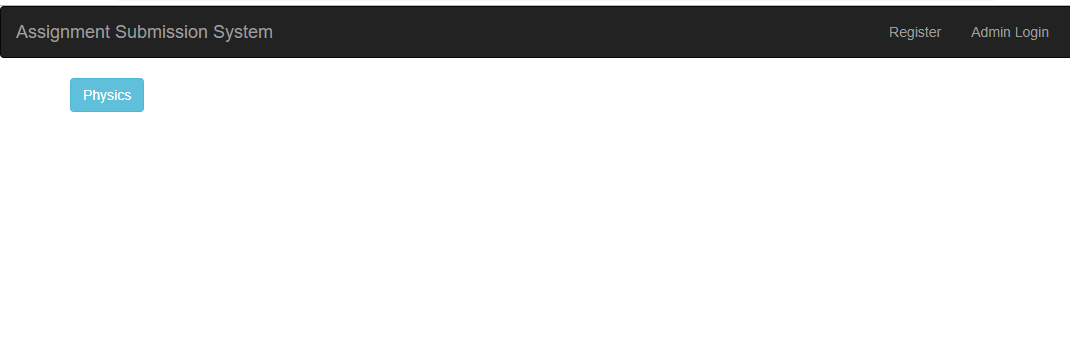 Assignment Submission System Register Admin Login
Physics